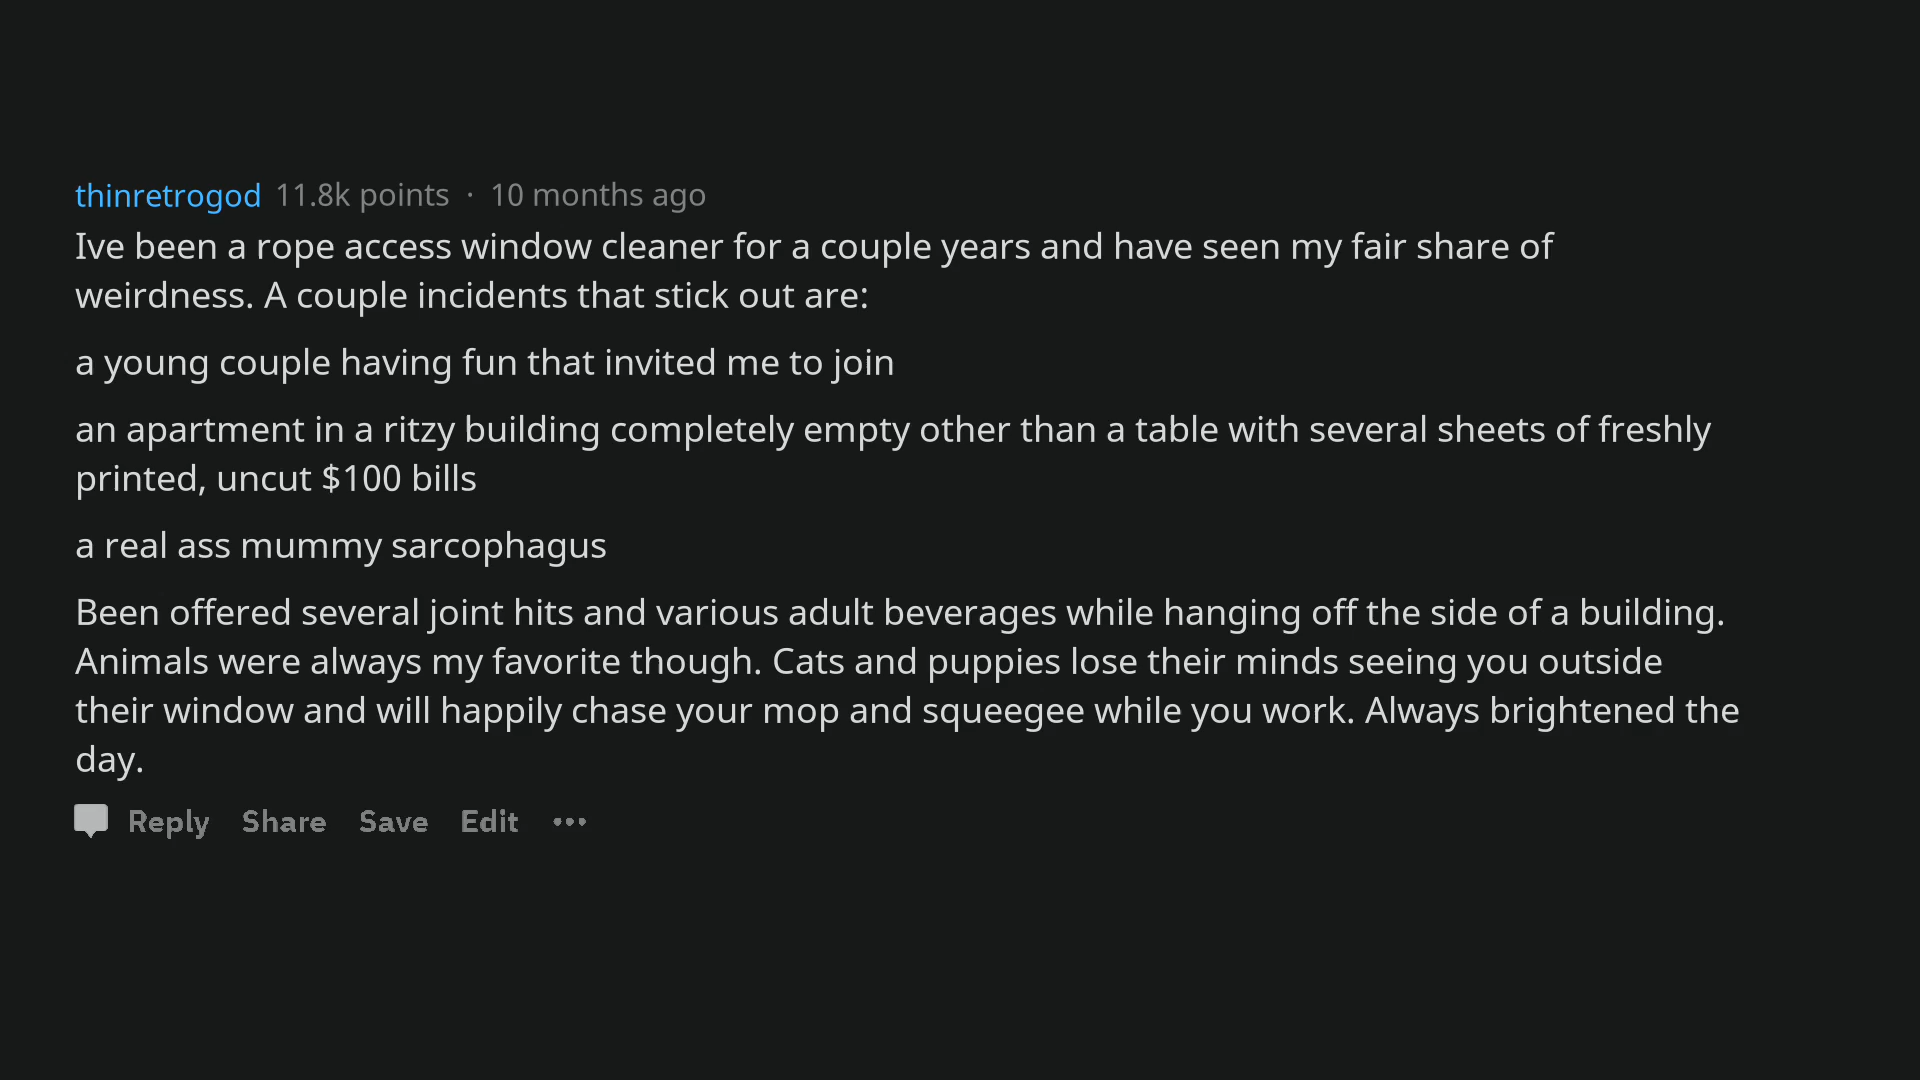 thinretrogod 11.8k points · 10 months ago
Ive been a rope access window cleaner for a couple years and have seen my fair share of
weirdness. A couple incidents that stick out are:
a young couple having fun that invited me to join
an apartment in a ritzy building completely empty other than a table with several sheets of freshly
printed, uncut $100 bills
a real ass mummy sarcophagus
Been offered several joint hits and various adult beverages while hanging off the side of a building.
Animals were always my favorite though. Cats and puppies lose their minds seeing you outside
their window and will happily chase your mop and squeegee while you work. Always brightened the
day.
Reply Share Save Edit •••